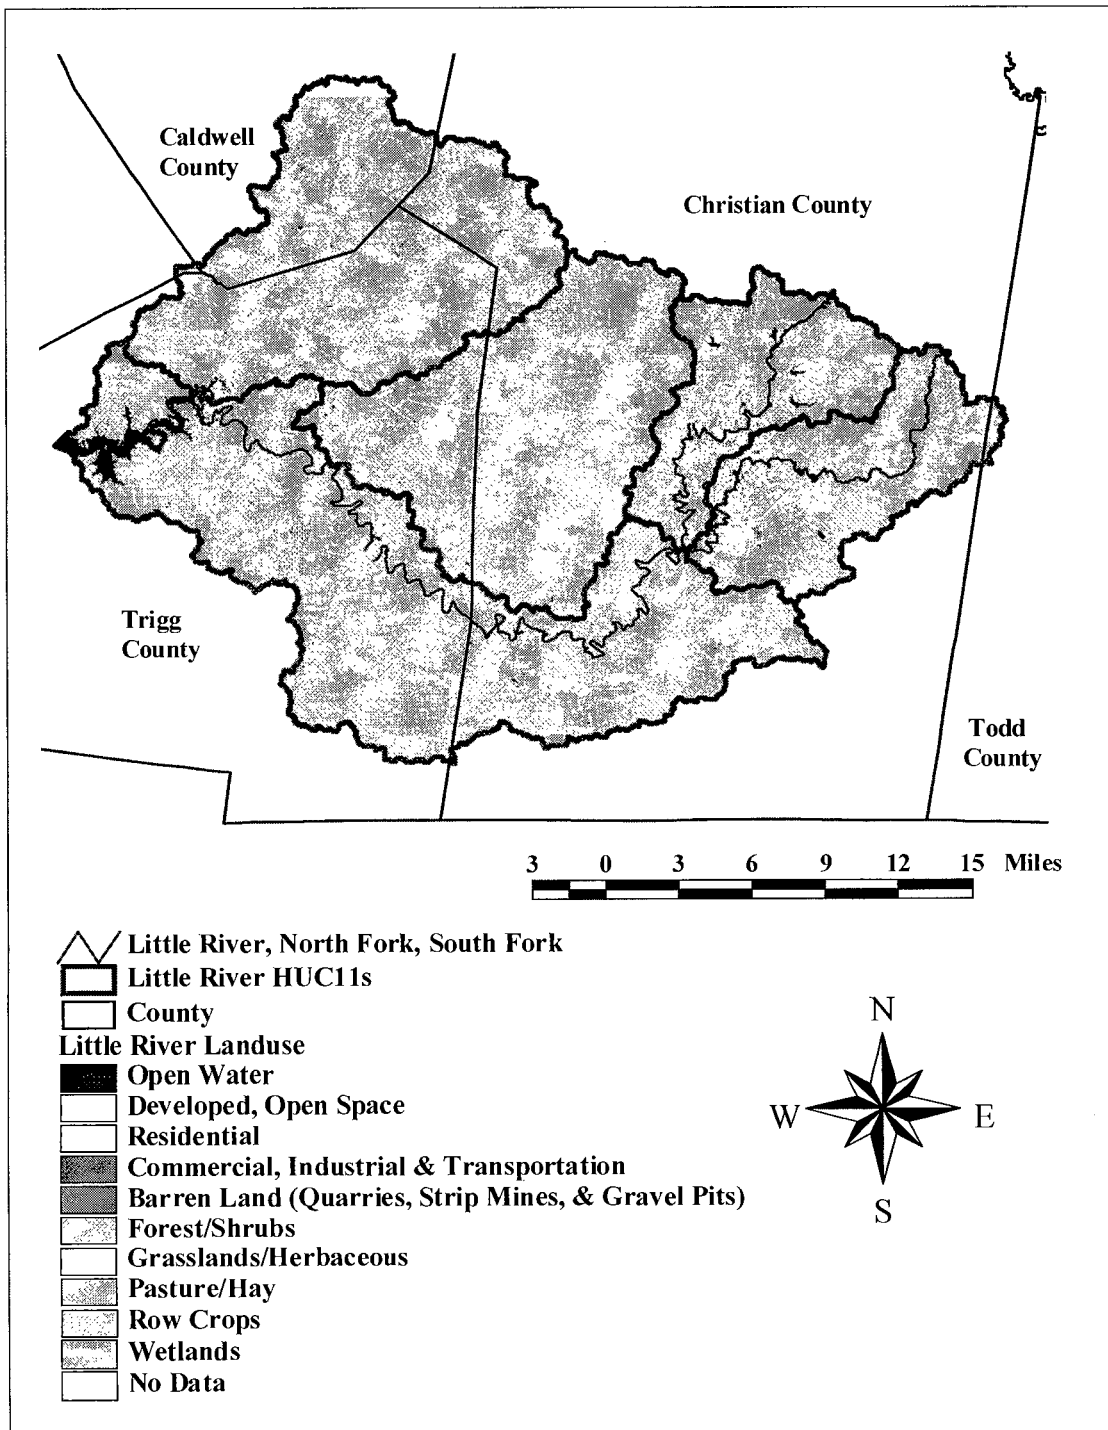 Caldwell
County
Christian County
Trigg
County
Todd
County
3 0 3 6 9 12 15 Miles
Little River, North Fork, South Fork
Little River HUC11s
County
Little River Landuse
Open Water
Developed, Open Space
Residential
Commercial, Industrial & Transportation
Barren Land (Quarries, Strip Mines, & Gravel Pits)
Forest/Shrubs
Grasslands/Herbaceous
Pasture/Hay
Row Crops
Wetlands
No Data
N
W E
S